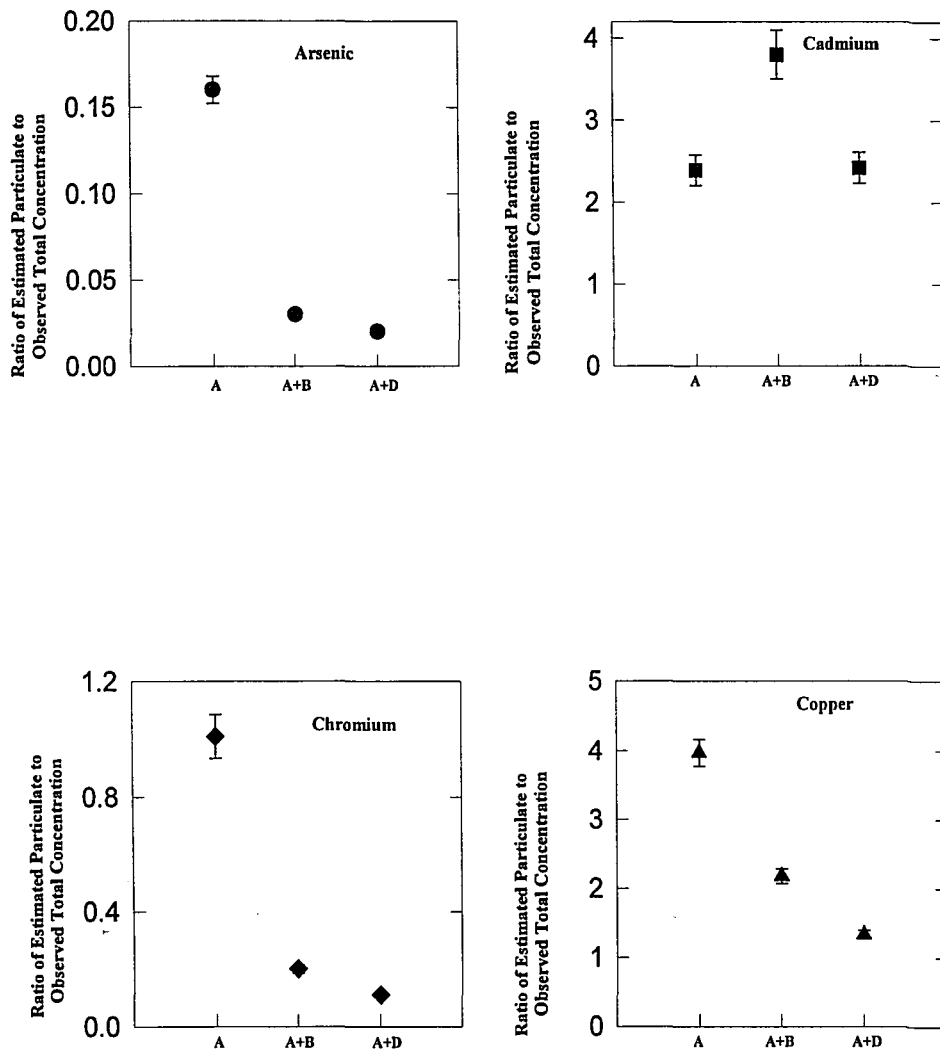 Ratio of Estimated Particulate to
Observed Total Concentration
0.20
0.15
0.10
0.05
0.00
Arsenic
A
A+B
A+D
Ratio of Estimated Particulate to
Observed Total Concentration
4
3
2
1
0
Cadmium
A
A+B
A+D
Ratio of Estimated Particulate to
Observed Total Concentration
1.2
0.8
0.4
0.0
Chromium
A
A+B
A+D
Ratio of Estimated Particulate to
Observed Total Concentration
5
4
3
2
1
0
Copper
A
A+B
A+D